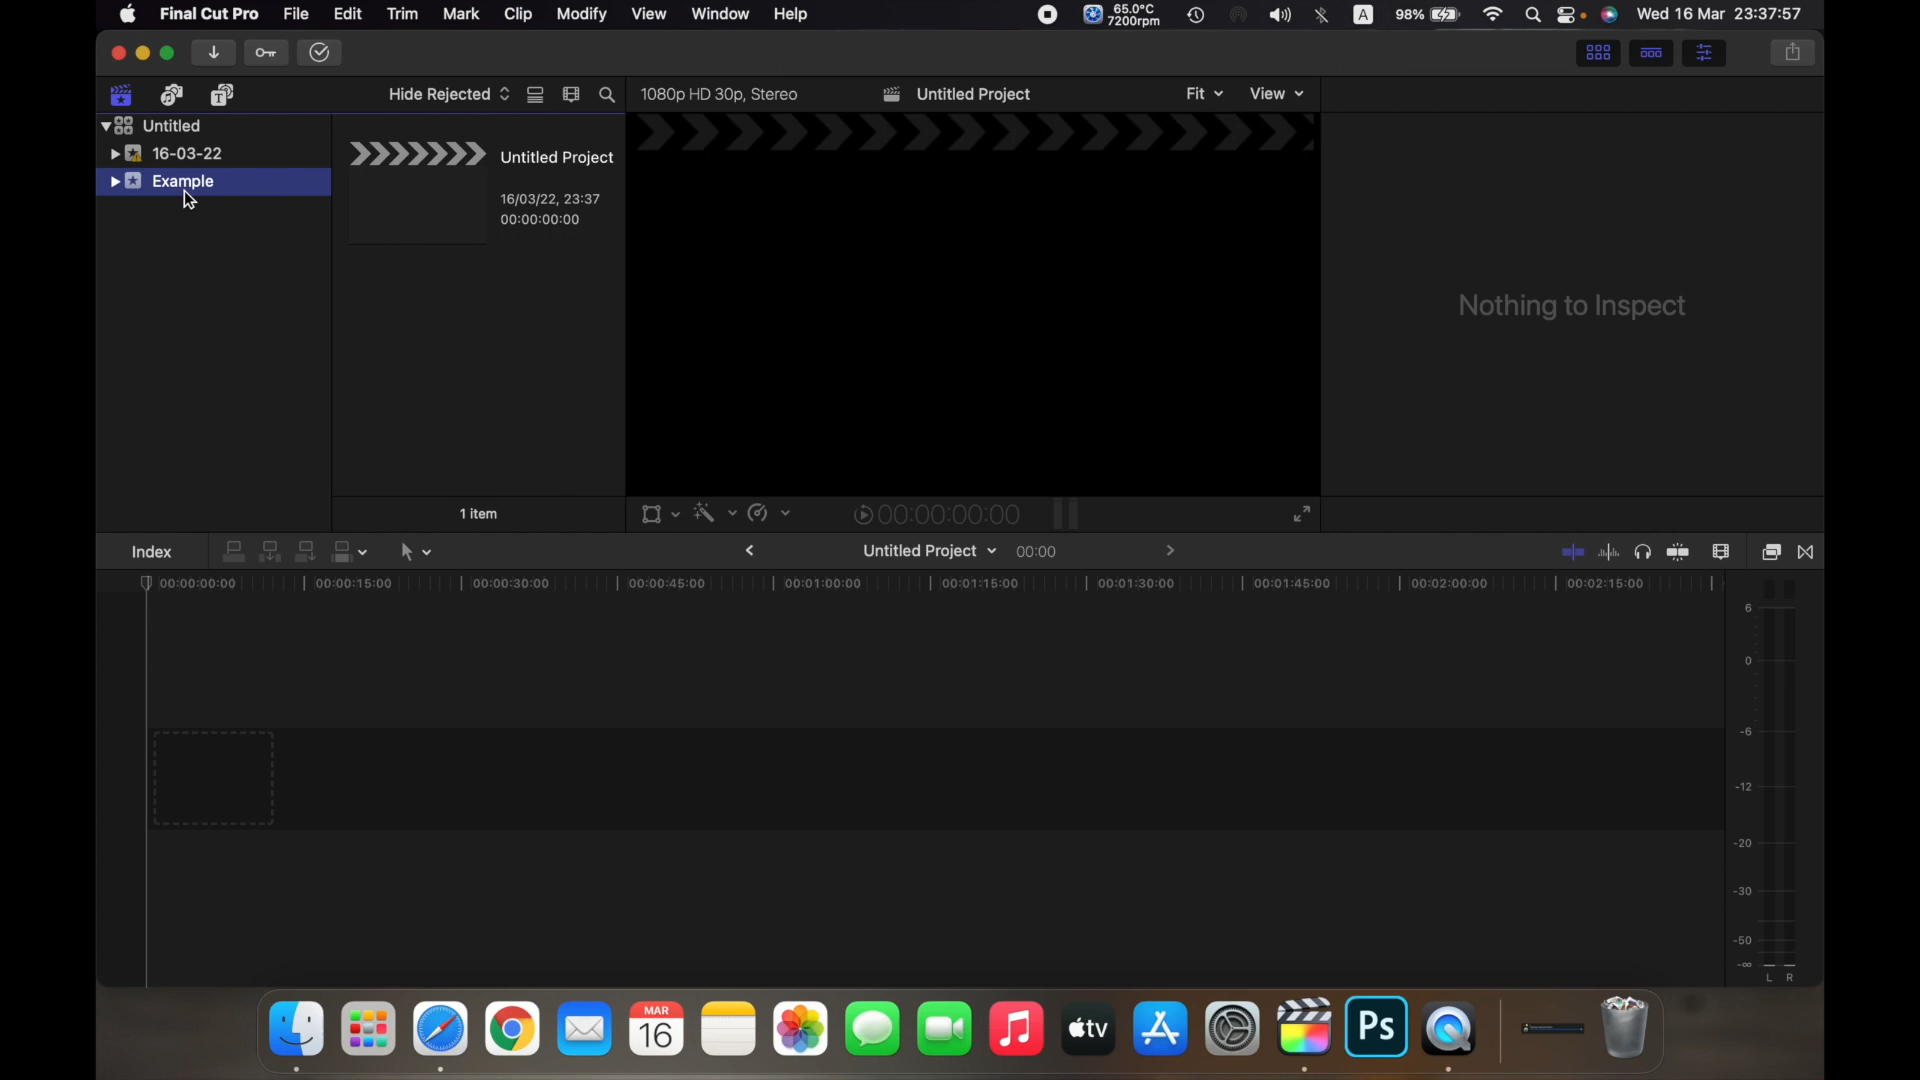 Final Cut Pro File Edit Trim Mark Clip Modify View Window Help 65.0°C 7200rpm A 98% Wed 16 Mar 23:37:57
Hide Rejected 1080p HD 30p, Stereo Untitled Project Fit View
T
Untitled
16-03-22
Example
Untitled Project
16/03/22, 23:37
00:00:00:00
Nothing to Inspect
1 item
00:00:00:00
Index Untitled Project 00:00
00:00:00:00 00:00:15:00 00:00:30:00 00:00:45:00 00:01:00:00 00:01:15:00 00:01:30:00 00:01:45:00 00:02:00:00 00:02:15:00
6
0
-6
-12
-20
-30
-50
-∞
L R
MAR
16
tv
Ps